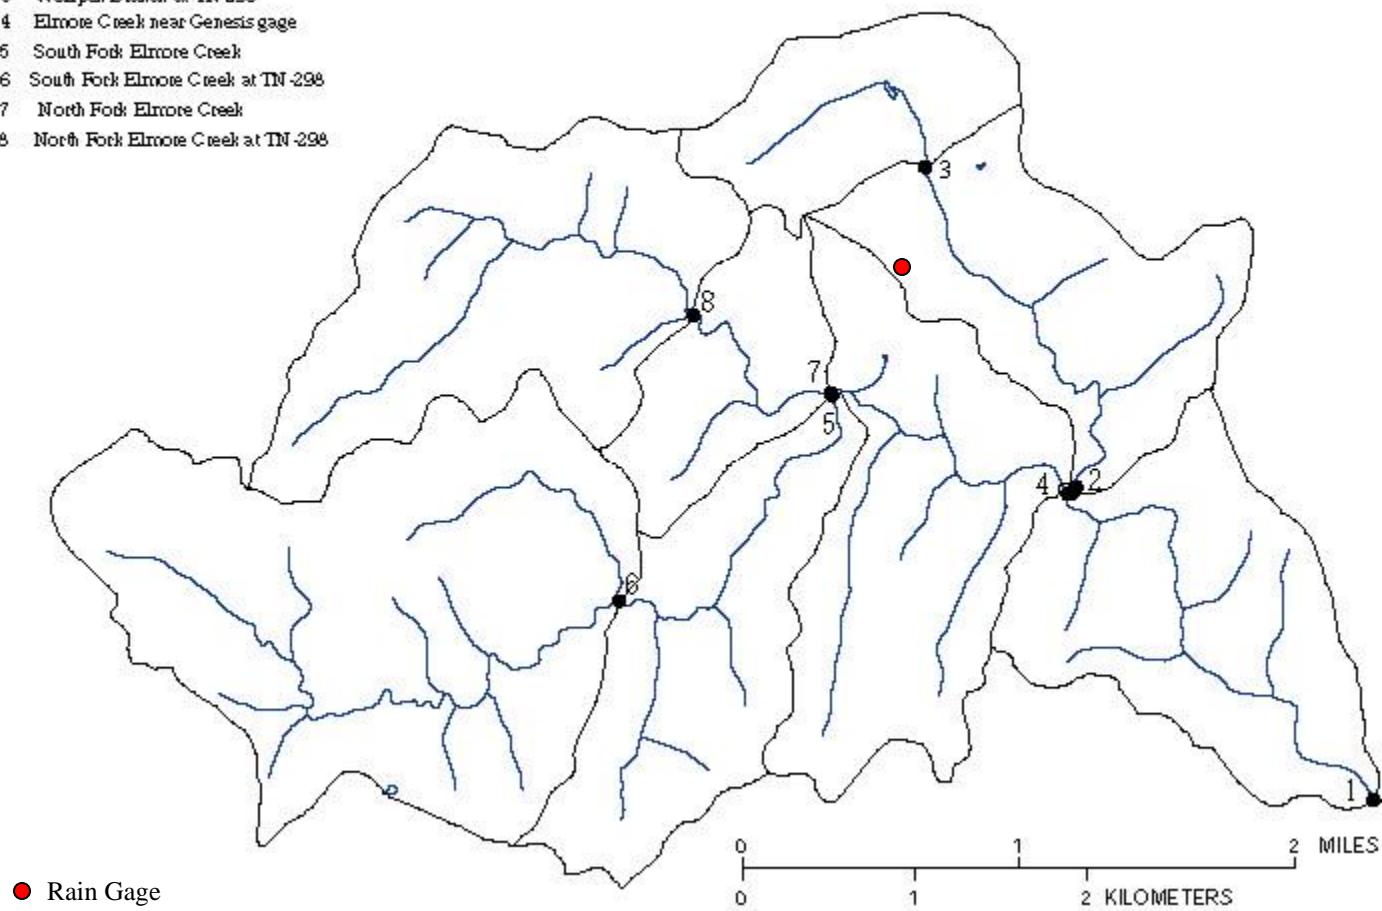 4 Elmore Creek near Genesis gage
5 South Fork Elmore Creek
6 South Fork Elmore Creek at TN-298
7 North Fork Elmore Creek
8 North Fork Elmore Creek at TN-298
3
8
7
5
4 2
6
1
0 1 2 MILES
0 1 2 KILOMETERS
Rain Gage